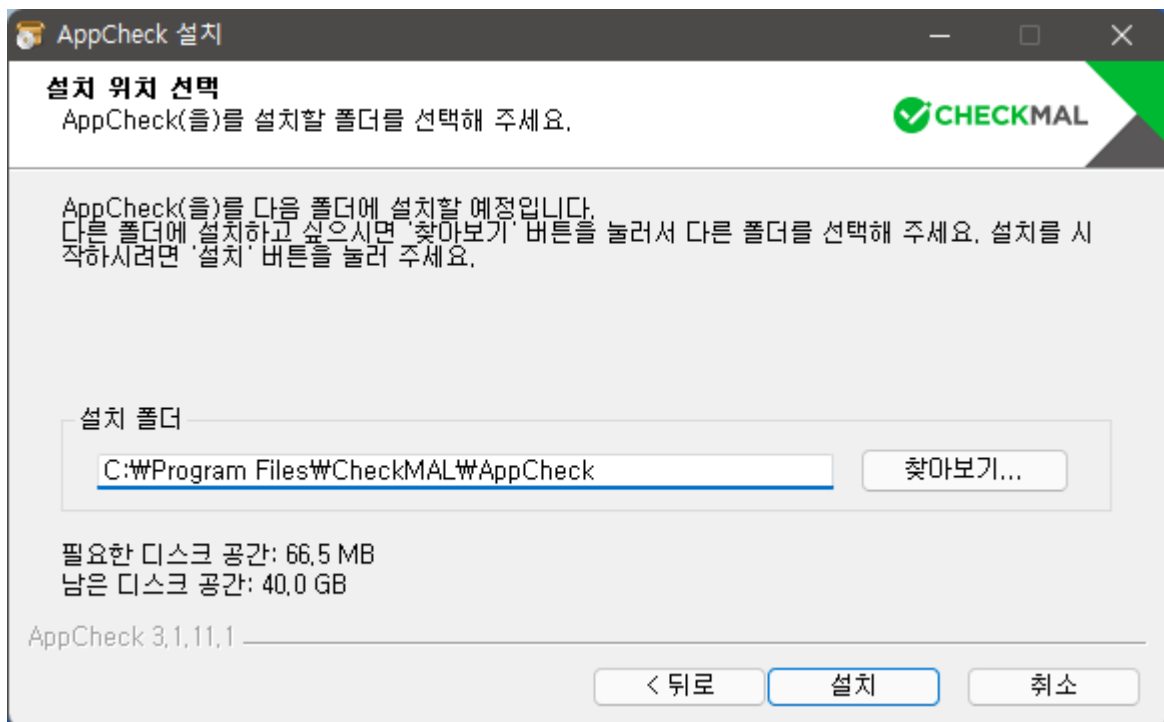 AppCheck 설치
설치 위치 선택
AppCheck(을)를 설치할 폴더를 선택해 주세요.
CHECKMAL
AppCheck(을)를 다음 폴더에 설치할 예정입니다.
다른 폴더에 설치하고 싶으시면 '찾아보기' 버튼을 눌러서 다른 폴더를 선택해 주세요. 설치를 시
작하시려면 '설치' 버튼을 눌러 주세요.
설치 폴더
C:₩Program Files₩CheckMAL₩AppCheck
찾아보기...
필요한 디스크 공간: 66.5 MB
남은 디스크 공간: 40.0 GB
AppCheck 3.1.11.1
< 뒤로
설치
취소